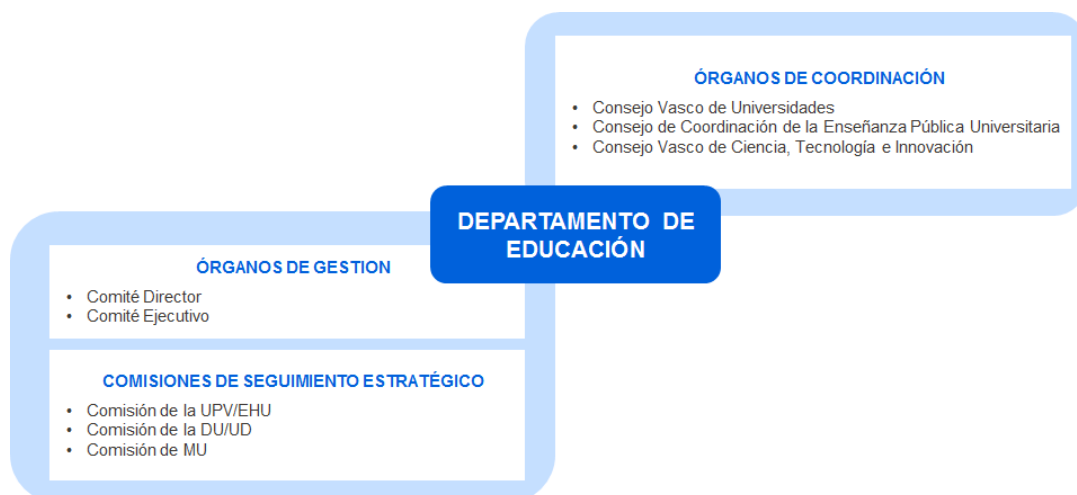 ÓRGANOS DE COORDINACIÓN
• Consejo Vasco de Universidades
• Consejo de Coordinación de la Enseñanza Pública Universitaria
• Consejo Vasco de Ciencia, Tecnología e Innovación
DEPARTAMENTO DE
EDUCACIÓN
ÓRGANOS DE GESTION
• Comité Director
• Comité Ejecutivo
COMISIONES DE SEGUIMIENTO ESTRATÉGICO
• Comisión de la UPV/EHU
• Comisión de la DU/UD
• Comisión de MU